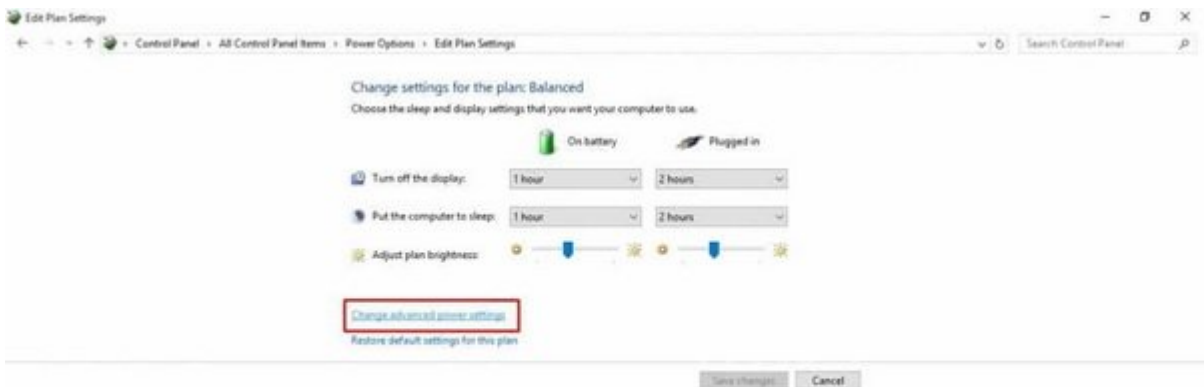 Edit Plan Settings
Control Panel › All Control Panel Items › Power Options › Edit Plan Settings
Search Control Panel
Change settings for the plan: Balanced
Choose the sleep and display settings that you want your computer to use.
On battery Plugged in
Turn off the display: 1 hour 2 hours
Put the computer to sleep: 1 hour 2 hours
Adjust plan brightness:
Change advanced power settings
Restore default settings for this plan
Save changes Cancel